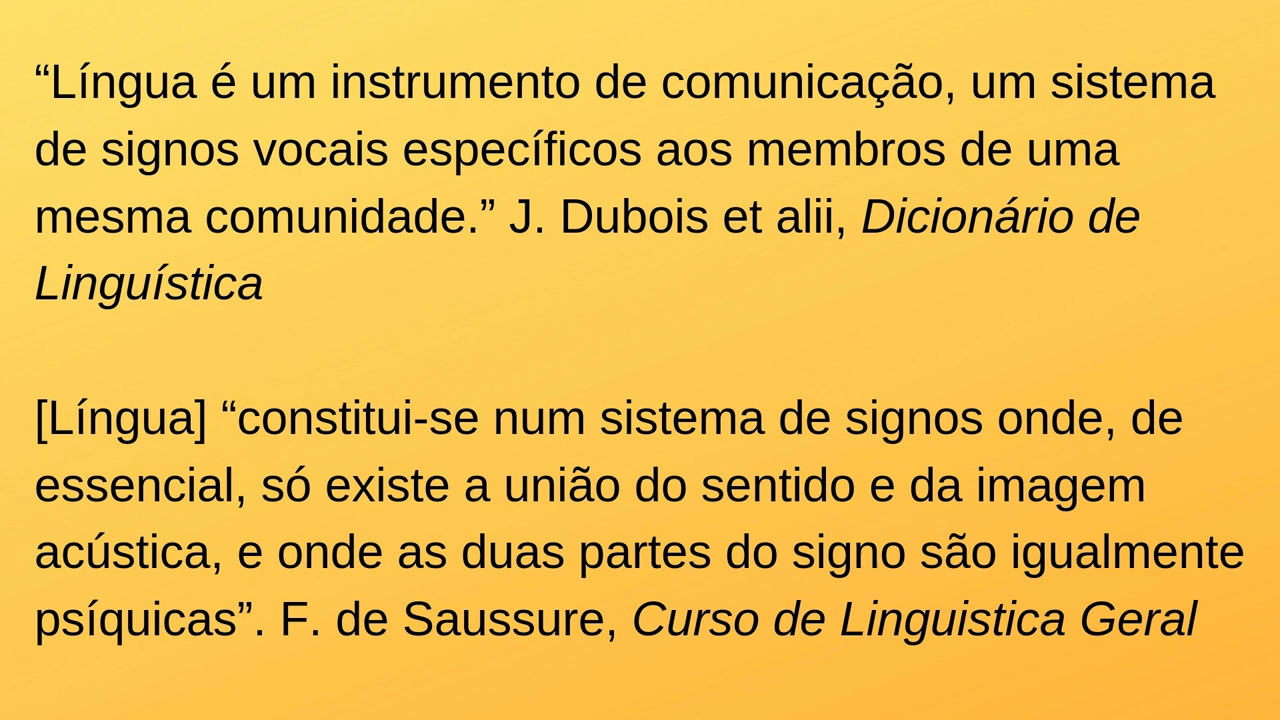 “Língua é um instrumento de comunicação, um sistema
de signos vocais específicos aos membros de uma
mesma comunidade.” J. Dubois et alii, Dicionário de
Linguística
[Língua] “constitui-se num sistema de signos onde, de
essencial, só existe a união do sentido e da imagem
acústica, e onde as duas partes do signo são igualmente
psíquicas”. F. de Saussure, Curso de Linguistica Geral